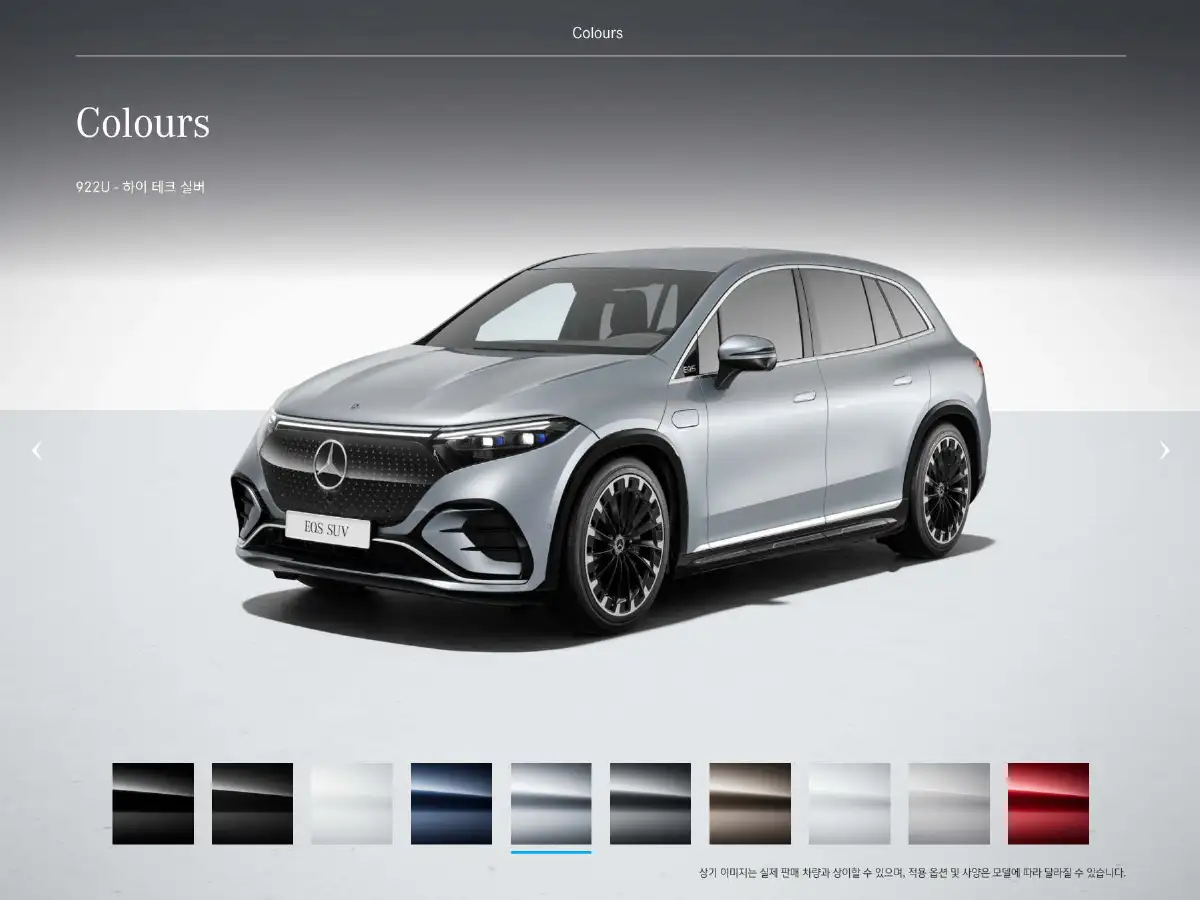 Colours
Colours
922U - 하이 테크 실버
EQS
EQS SUV
상기 이미지는 실제 판매 차량과 상이할 수 있으며, 적용 옵션 및 사양은 모델에 따라 달라질 수 있습니다.